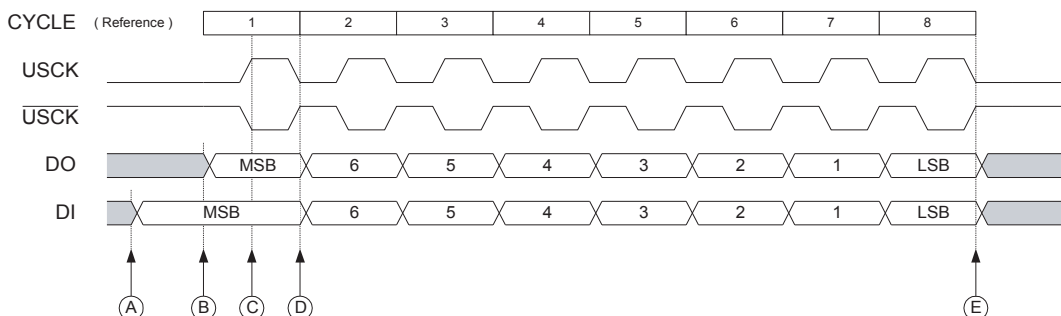 CYCLE ( Reference ) 1 2 3 4 5 6 7 8
USCK
USCK
DO MSB 6 5 4 3 2 1 LSB
DI MSB 6 5 4 3 2 1 LSB
A B C D E